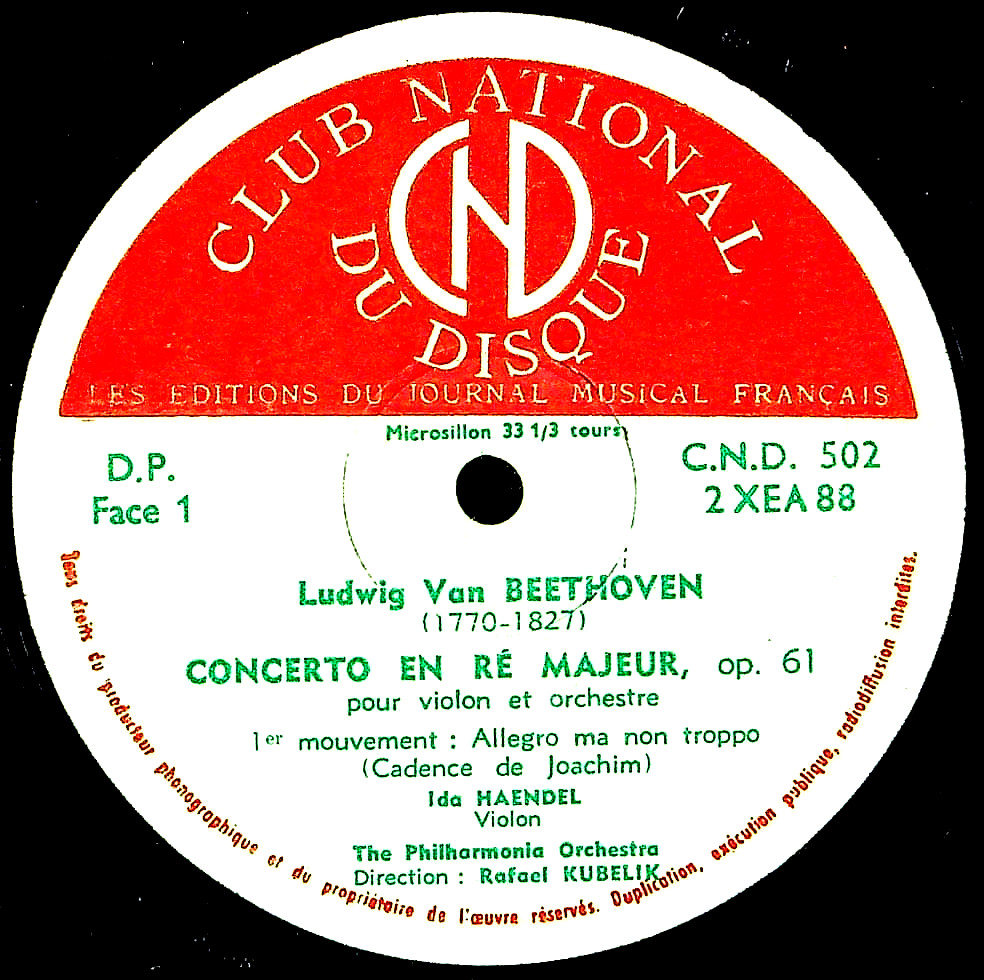 CLUB NATIONAL
DU DISQUE
CND
LES EDITIONS DU JOURNAL MUSICAL FRANÇAIS
Microsillon 33 1/3 tours
D.P.
Face 1
C.N.D. 502
2 XEA 88
Ludwig Van BEETHOVEN
(1770-1827)
CONCERTO EN RÉ MAJEUR, op. 61
pour violon et orchestre
1er mouvement : Allegro ma non troppo
(Cadence de Joachim)
Ida HAENDEL
Violon
The Philharmonia Orchestra
Direction : Rafael KUBELIK
Tous droits du producteur phonographique et du propriétaire de l'œuvre réservés. Duplication, exécution publique, radiodiffusion interdites.